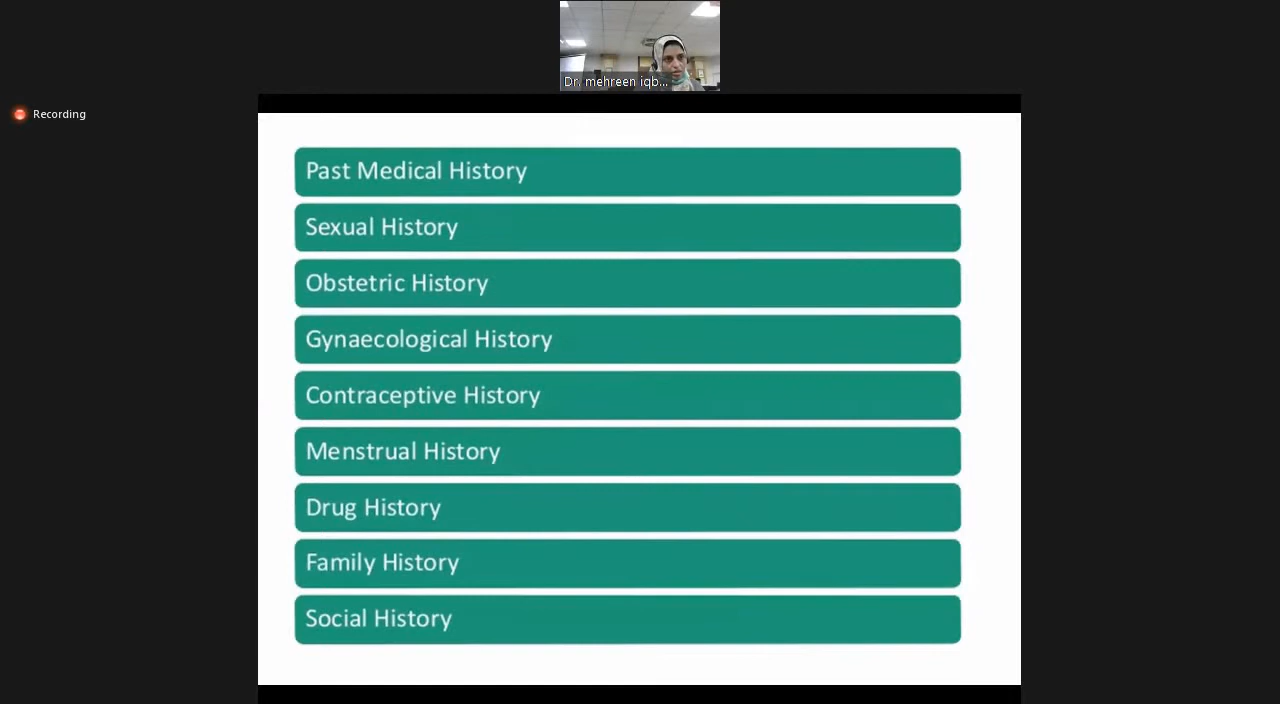 Dr. mehreen iqb...
Recording
Past Medical History
Sexual History
Obstetric History
Gynaecological History
Contraceptive History
Menstrual History
Drug History
Family History
Social History